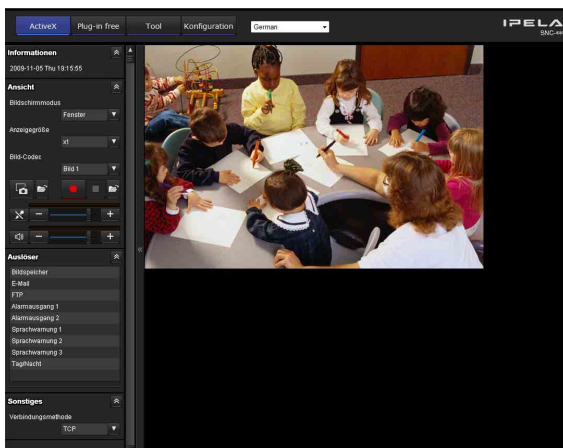 ActiveX Plug-in free Tool Konfiguration German
IPELA
Informationen
2009-11-05 Thu 19:15:55
Ansicht
Bildschirmmodus
Fenster
Anzeigegröße
x1
Bild-Codec
Bild 1
Auslöser
Bildspeicher
E-Mail
FTP
Alarmausgang 1
Alarmausgang 2
Sprachwarnung 1
Sprachwarnung 2
Sprachwarnung 3
Tag/Nacht
Sonstiges
Verbindungsmethode
TCP